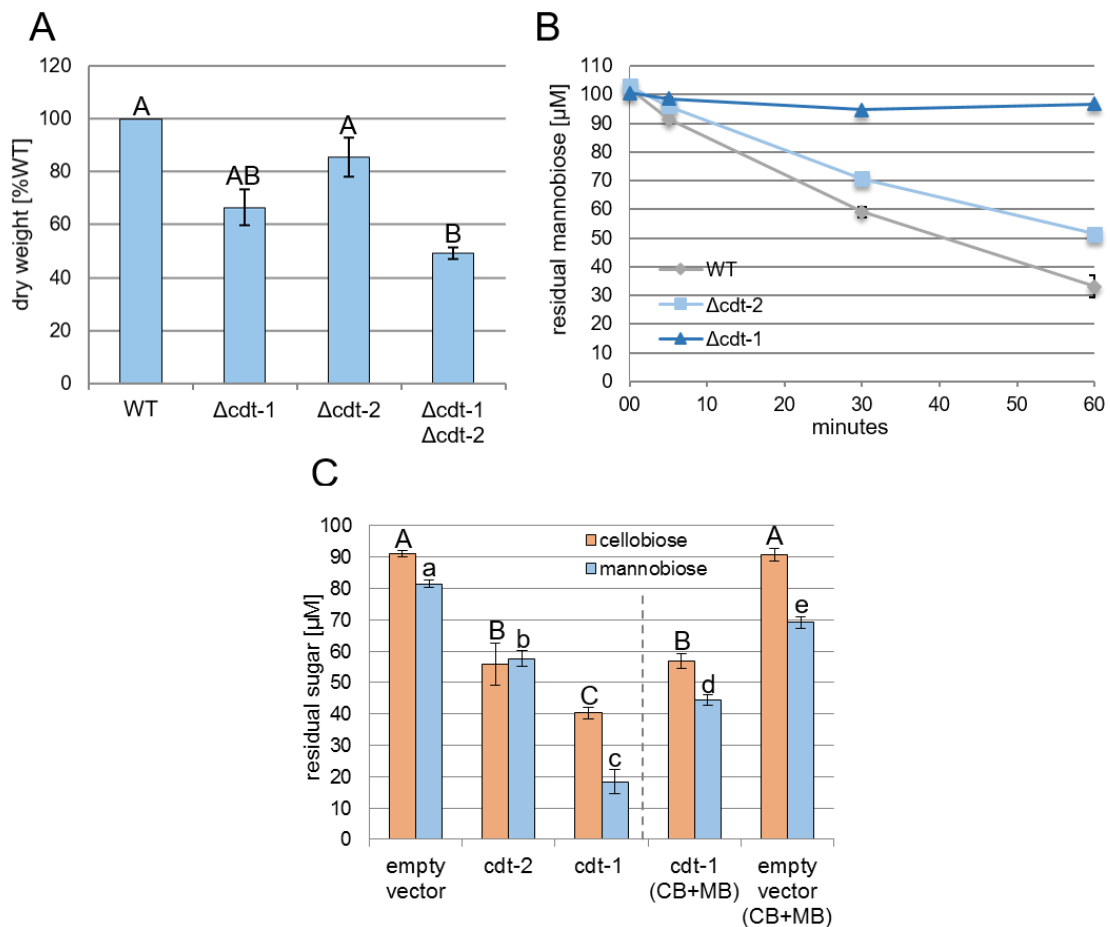 A
120
100
80
60
40
20
0
dry weight [%WT]
A
AB
A
B
WT
Δcdt-1
Δcdt-2
Δcdt-1
Δcdt-2
B
110
100
90
80
70
60
50
40
30
20
10
0
residual mannobiose [µM]
WT
Δcdt-2
Δcdt-1
00
10
20
30
40
50
60
minutes
C
100
90
80
70
60
50
40
30
20
10
0
residual sugar [µM]
cellobiose
mannobiose
A
a
B
b
C
c
B
d
A
e
empty
vector
cdt-2
cdt-1
cdt-1
(CB+MB)
empty
vector
(CB+MB)